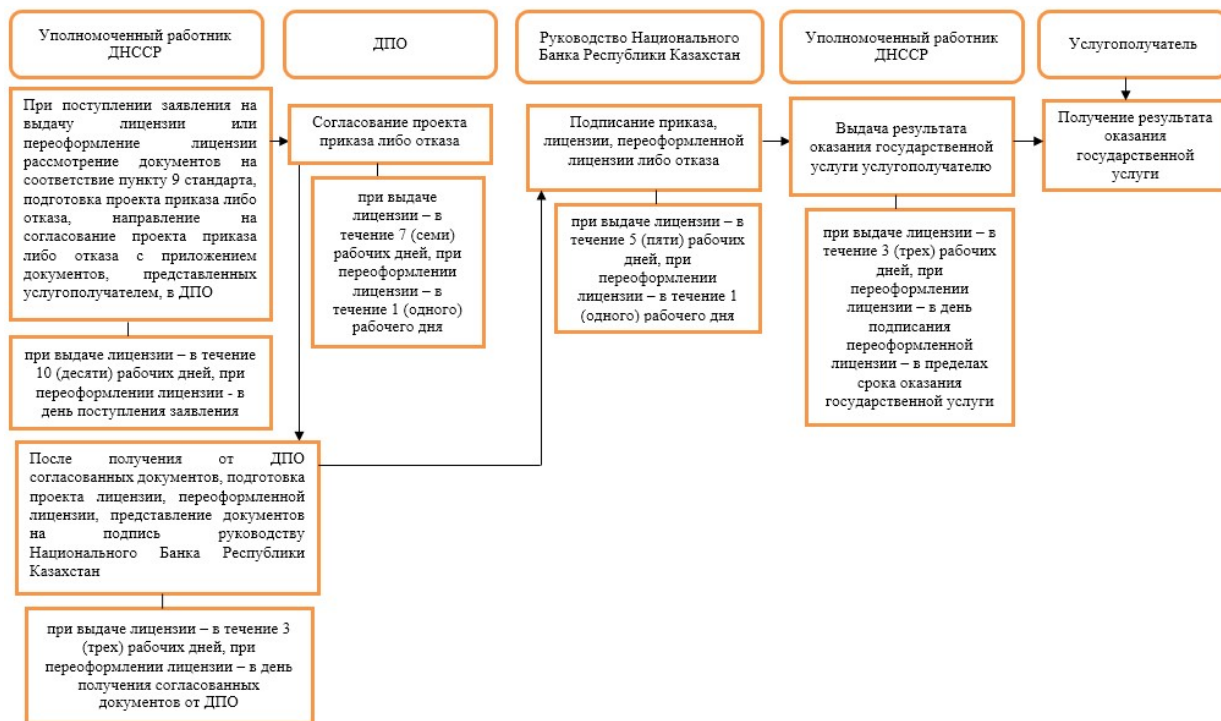 Уполномоченный работник
ДНССР
ДПО
Руководство Национального
Банка Республики Казахстан
Уполномоченный работник
ДНССР
Услугополучатель
При поступлении заявления на
выдачу лицензии или
переоформление лицензии
рассмотрение документов на
соответствие пункту 9 стандарта,
подготовка проекта приказа либо
отказа, направление на
согласование проекта приказа
либо отказа с приложением
документов, представленных
услугополучателем, в ДПО
при выдаче лицензии – в течение
10 (десяти) рабочих дней, при
переоформлении лицензии - в
день поступления заявления
Согласование проекта
приказа либо отказа
при выдаче
лицензии – в
течение 7 (семи)
рабочих дней, при
переоформлении
лицензии – в
течение 1 (одного)
рабочего дня
Подписание приказа,
лицензии, переоформленной
лицензии либо отказа
при выдаче лицензии – в
течение 5 (пяти) рабочих
дней, при
переоформлении
лицензии – в течение 1
(одного) рабочего дня
Выдача результата
оказания государственной
услуги услугополучателю
при выдаче лицензии – в
течение 3 (трех) рабочих
дней, при
переоформлении
лицензии – в день
подписания
переоформленной
лицензии – в пределах
срока оказания
государственной услуги
Получение результата
оказания
государственной
услуги
После получения от ДПО
согласованных документов, подготовка
проекта лицензии, переоформленной
лицензии, представление документов
на подпись руководству
Национального Банка Республики
Казахстан
при выдаче лицензии – в течение 3
(трех) рабочих дней, при
переоформлении лицензии – в день
получения согласованных
документов от ДПО